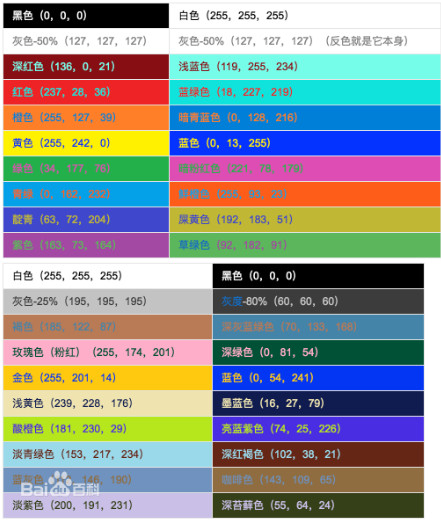 黑色（0，0，0） 白色（255，255，255）
灰色-50%（127，127，127） 灰色-50%（127，127，127）（反色就是它本身）
深红色（136，0，21） 浅蓝色（119，255，234）
红色（237，28，36） 蓝绿色（18，227，219）
橙色（255，127，39） 暗青蓝色（0，128，216）
黄色（255，242，0） 蓝色（0，13，255）
绿色（34，177，76） （221，78，179）
青绿（0，162，232） 鲜橙色（255，93，23）
靛青（63，72，204） 屎黄色（192，183，51）
紫色（163，73，164） 草绿色（92，182，91）
白色（255，255，255） 黑色（0，0，0）
灰色-25%（195，195，195） 灰度-80%（60，60，60）
褐色（185，122，87） 深灰蓝绿色（70，133，168）
玫瑰色（粉红）（255，174，201） 深绿色（0，81，54）
金色（255，201，14） 蓝色（0，54，241）
浅黄色（239，228，176） 墨蓝色（16，27，79）
酸橙色（181，230，29） 亮蓝紫色（74，25，226）
淡青绿色（153，217，234） 深红褐色（102，38，21）
蓝灰色 146，190） 咖啡色（143，109，65）
Bai百科
淡紫色（200，191，231） 深苔藓色（55，64，24）